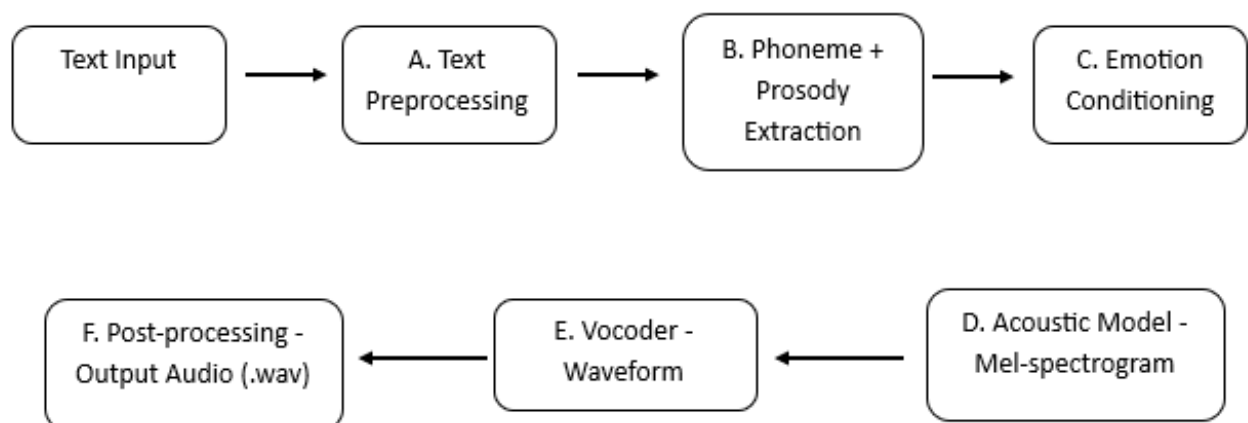 Text Input
A. Text
Preprocessing
B. Phoneme +
Prosody
Extraction
C. Emotion
Conditioning
F. Post-processing -
Output Audio (.wav)
E. Vocoder -
Waveform
D. Acoustic Model -
Mel-spectrogram